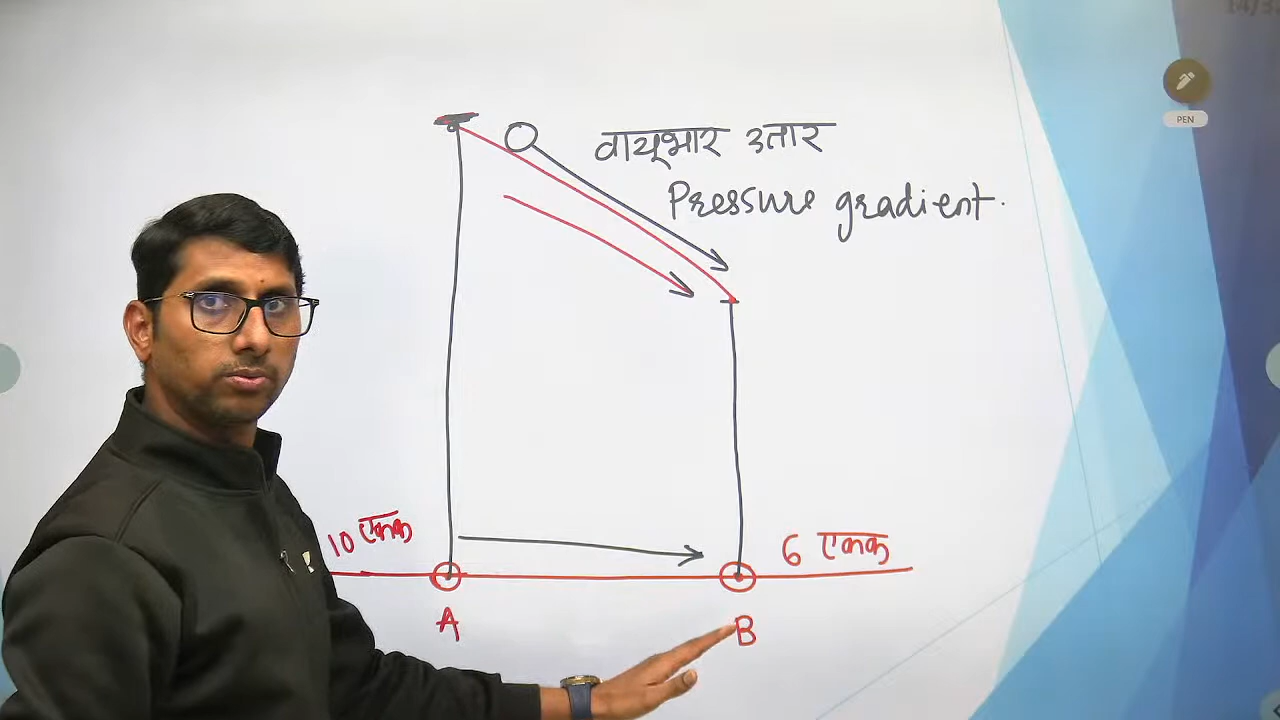 वायूभार उतार
Pressure gradient.
10 एकक
6 एकक
A
B
PEN